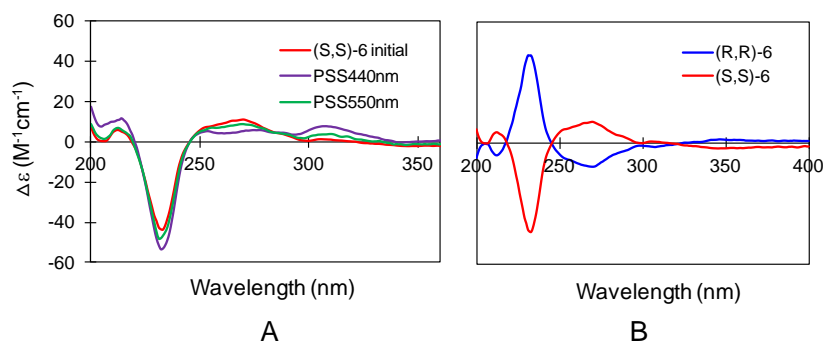 60
40
20
0
-20
-40
-60
200
250
300
350
Δε (M⁻¹cm⁻¹)
Wavelength (nm)
(S,S)-6 initial
PSS440nm
PSS550nm
A
200
250
300
350
400
(R,R)-6
(S,S)-6
Wavelength (nm)
B